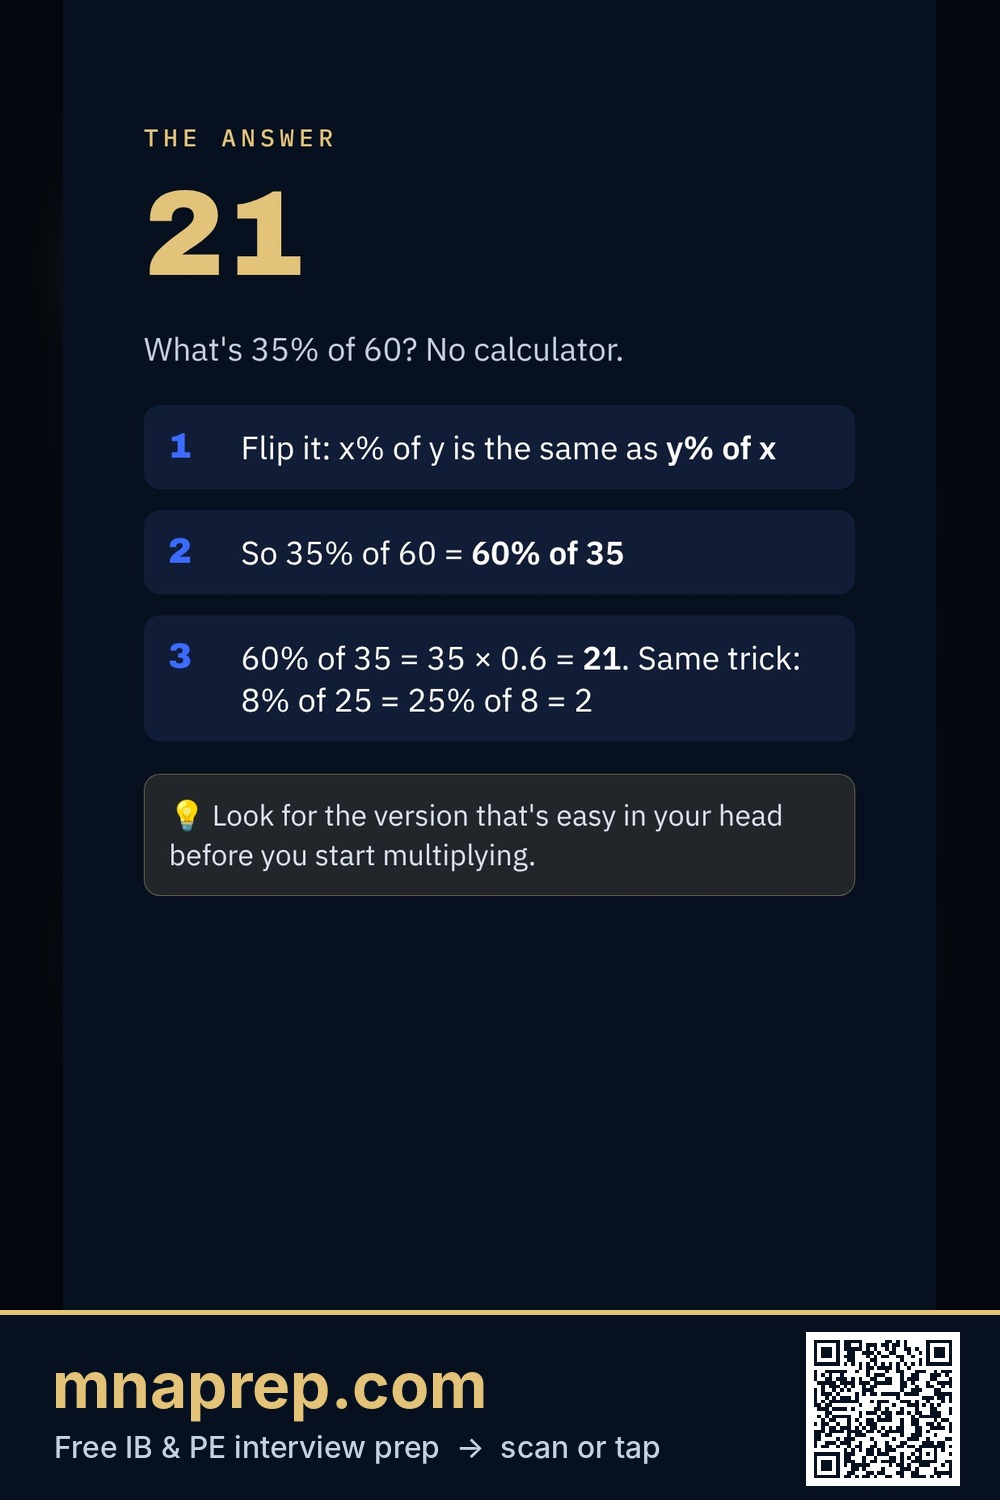 THE ANSWER
21
What's 35% of 60? No calculator.
1 Flip it: x% of y is the same as y% of x
2 So 35% of 60 = 60% of 35
3 60% of 35 = 35 × 0.6 = 21. Same trick:
8% of 25 = 25% of 8 = 2
💡 Look for the version that's easy in your head
before you start multiplying.
mnaprep.com
Free IB & PE interview prep → scan or tap